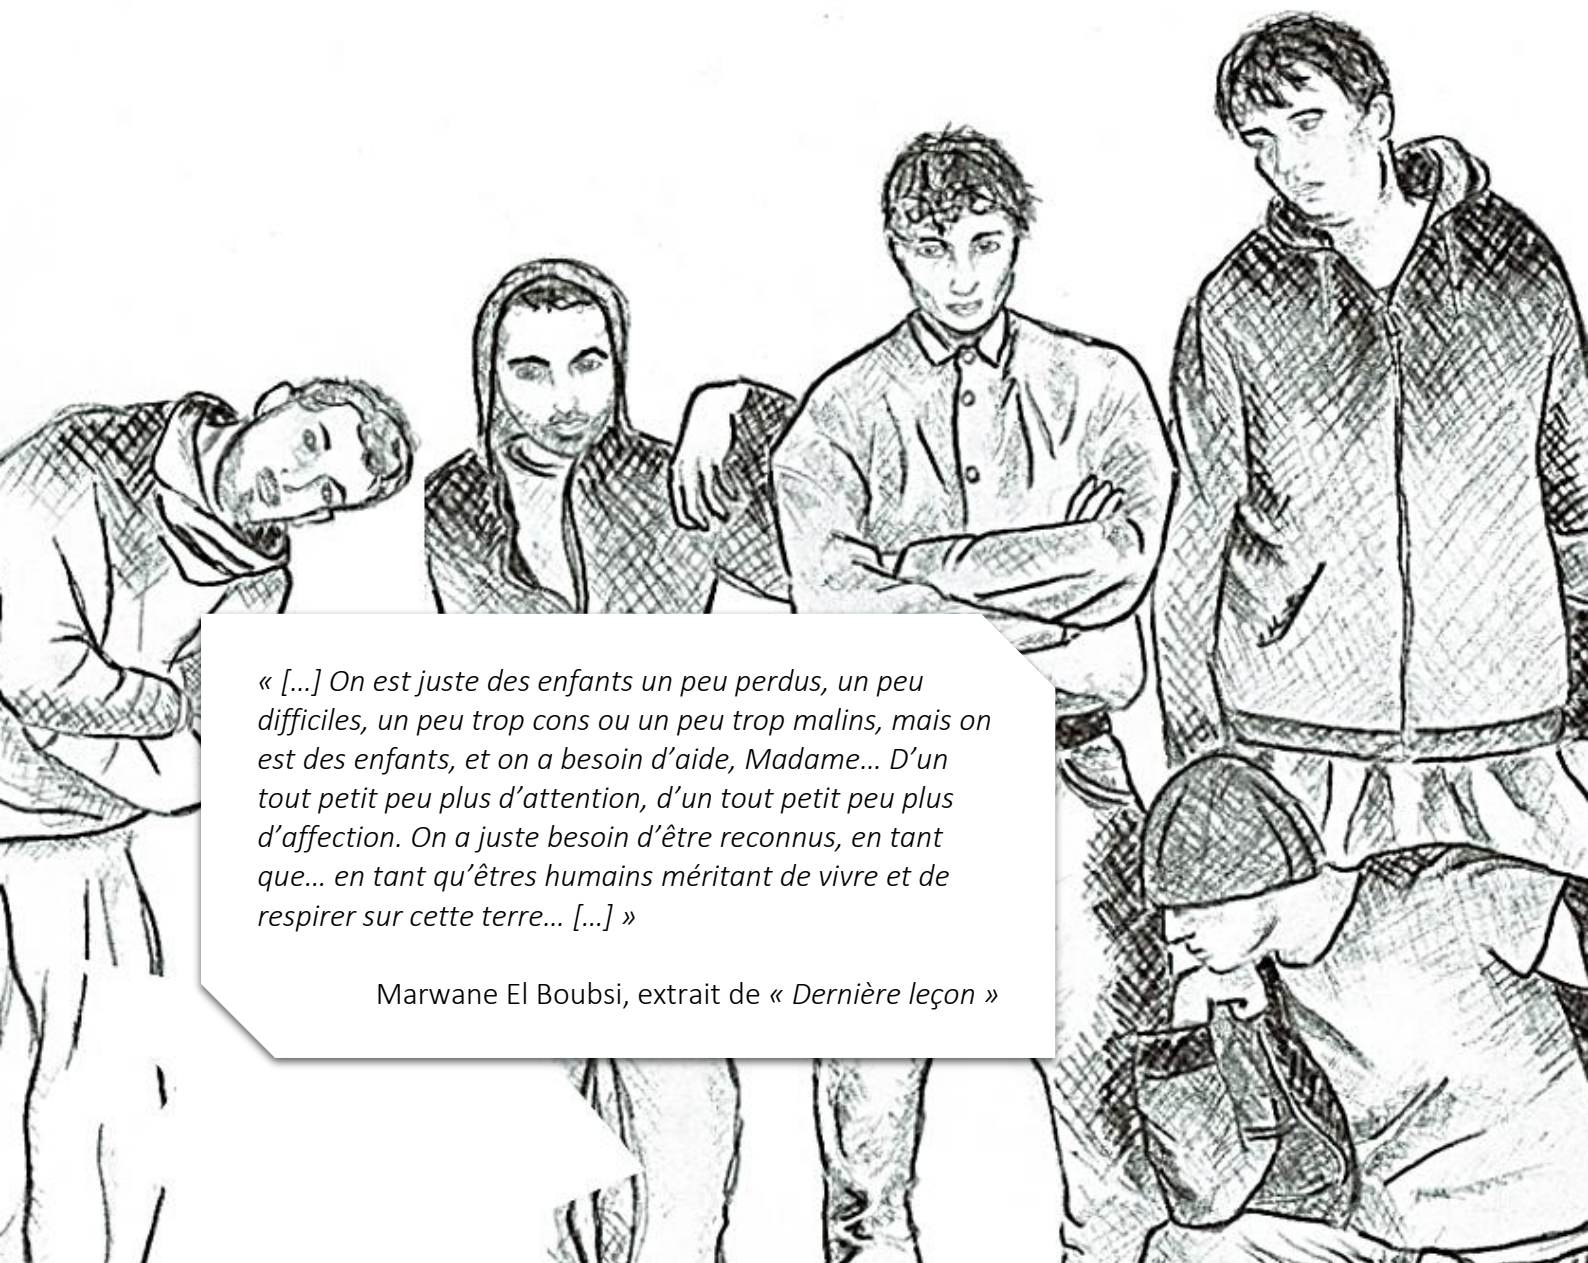 « […] On est juste des enfants un peu perdus, un peu
difficiles, un peu trop cons ou un peu trop malins, mais on
est des enfants, et on a besoin d’aide, Madame… D’un
tout petit peu plus d’attention, d’un tout petit peu plus
d’affection. On a juste besoin d’être reconnus, en tant
que… en tant qu’êtres humains méritant de vivre et de
respirer sur cette terre… […] »
Marwane El Boubsi, extrait de « Dernière leçon »